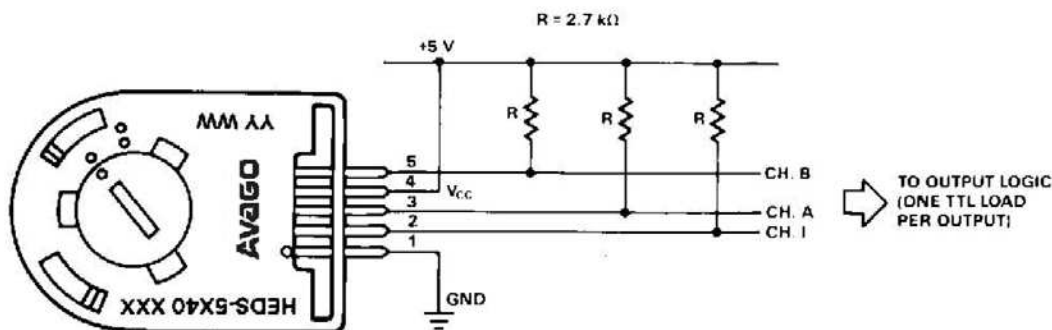 R = 2.7 kΩ
+5 V
R
R
R
YY WW
AVAGO
HEDS-5X40 XXX
5
4
VCC
3
2
1
GND
CH. B
CH. A
CH. I
TO OUTPUT LOGIC
(ONE TTL LOAD
PER OUTPUT)